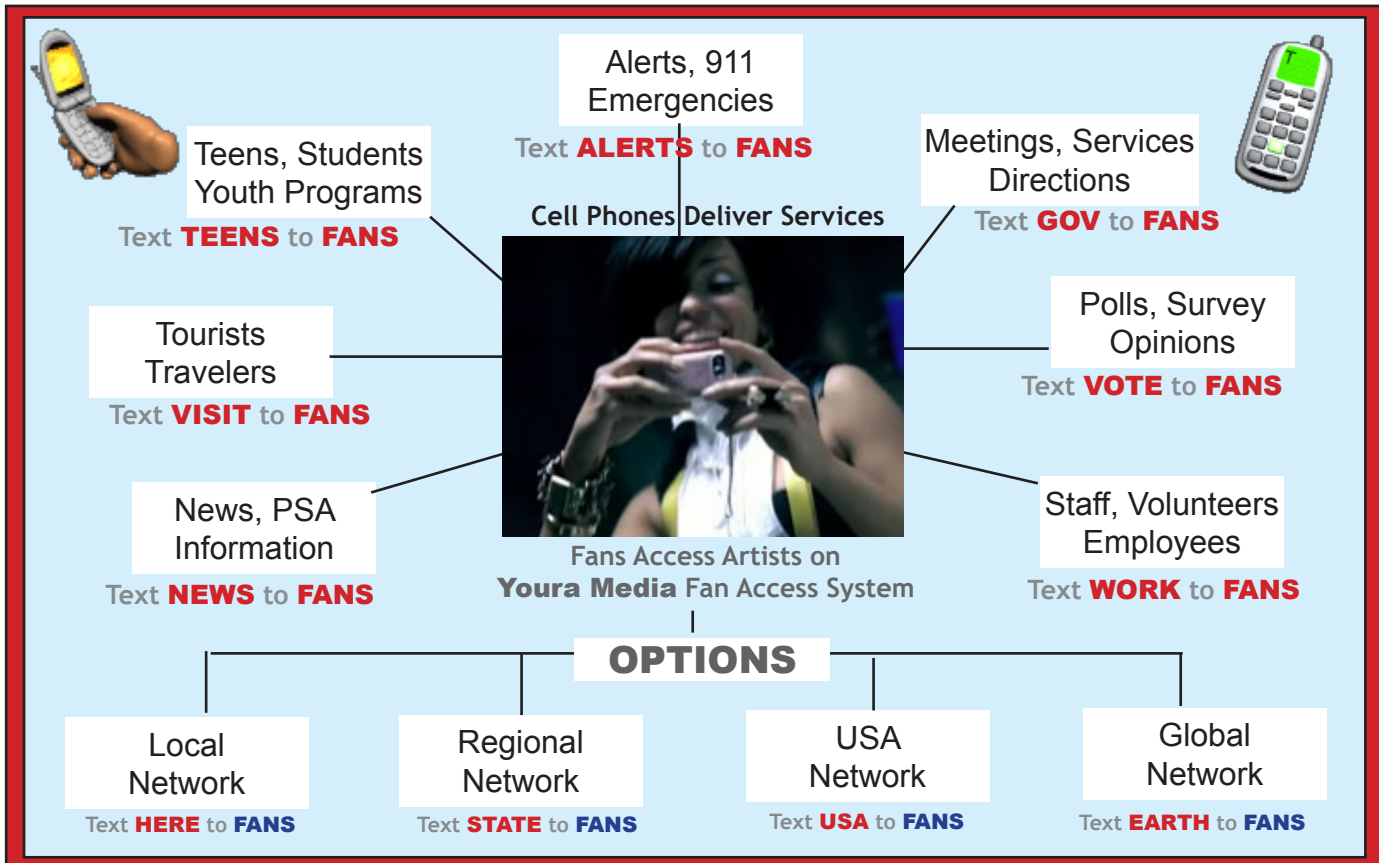 Alerts, 911
Emergencies
Text ALERTS to FANS
Teens, Students
Youth Programs
Text TEENS to FANS
Meetings, Services
Directions
Text GOV to FANS
Cell Phones Deliver Services
Tourists
Travelers
Text VISIT to FANS
Polls, Survey
Opinions
Text VOTE to FANS
News, PSA
Information
Text NEWS to FANS
Staff, Volunteers
Employees
Text WORK to FANS
Fans Access Artists on
Youra Media Fan Access System
OPTIONS
Local
Network
Text HERE to FANS
Regional
Network
Text STATE to FANS
USA
Network
Text USA to FANS
Global
Network
Text EARTH to FANS
T